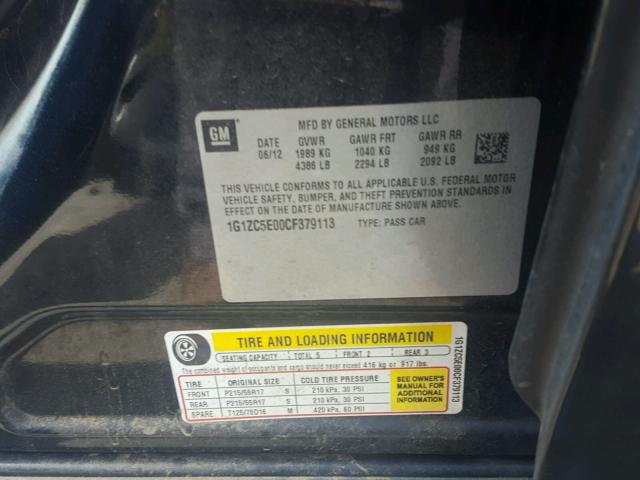 GM
MFD BY GENERAL MOTORS LLC
DATE GVWR GAWR FRT GAWR RR
06/12 1989 KG 1040 KG 949 KG
4386 LB 2294 LB 2092 LB
THIS VEHICLE CONFORMS TO ALL APPLICABLE U.S. FEDERAL MOTOR
VEHICLE SAFETY, BUMPER, AND THEFT PREVENTION STANDARDS IN
EFFECT ON THE DATE OF MANUFACTURE SHOWN ABOVE.
1G1ZC5E00CF379113 TYPE: PASS CAR
TIRE AND LOADING INFORMATION
SEATING CAPACITY TOTAL 5 FRONT 2 REAR 3
The combined weight of occupants and cargo should never exceed 416 kg or 917 lbs.
TIRE ORIGINAL SIZE COLD TIRE PRESSURE
FRONT P215/55R17 S 210 kPa, 30 PSI
REAR P215/55R17 S 210 kPa, 30 PSI
SPARE T125/70D16 M 420 kPa, 60 PSI
SEE OWNER'S
MANUAL FOR
ADDITIONAL
INFORMATION
1G1ZC5E00CF379113